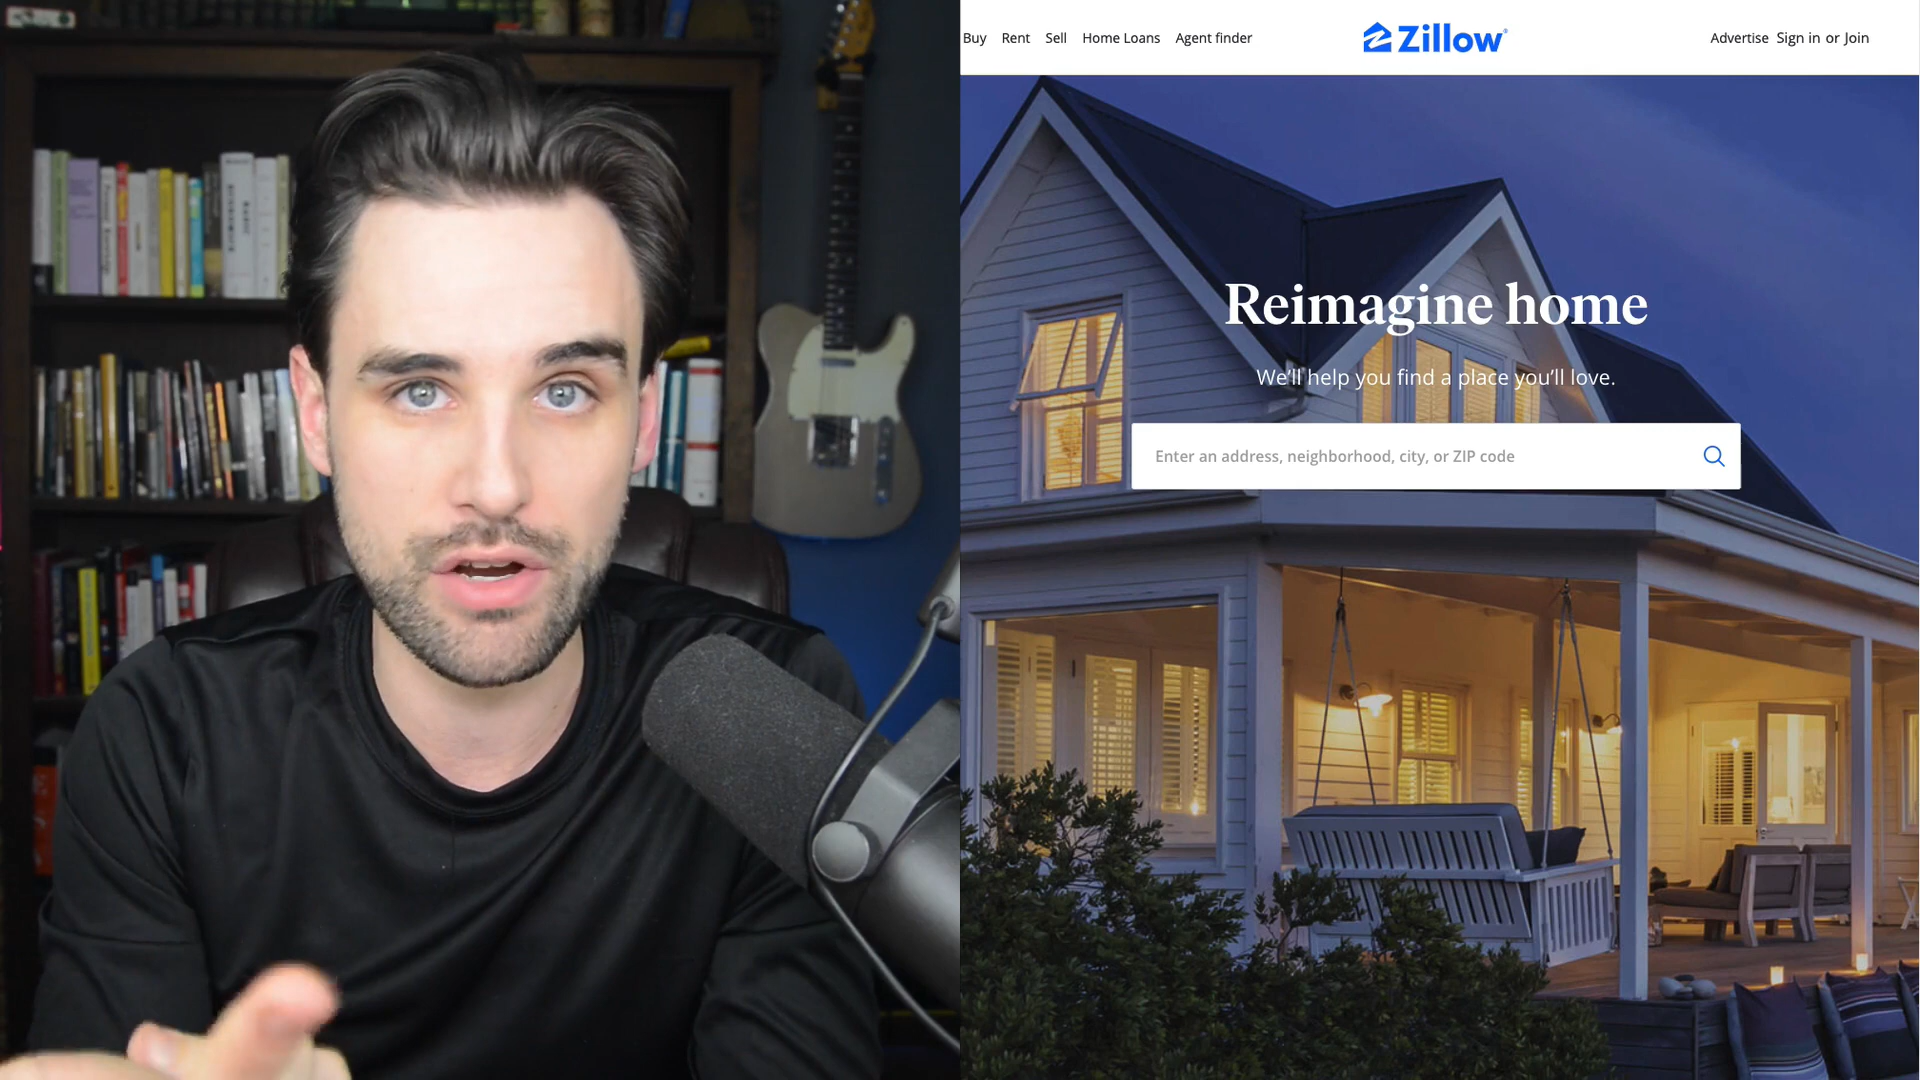 Buy Rent Sell Home Loans Agent finder
Zillow
Advertise Sign in or Join
Reimagine home
We'll help you find a place you'll love.
Enter an address, neighborhood, city, or ZIP code